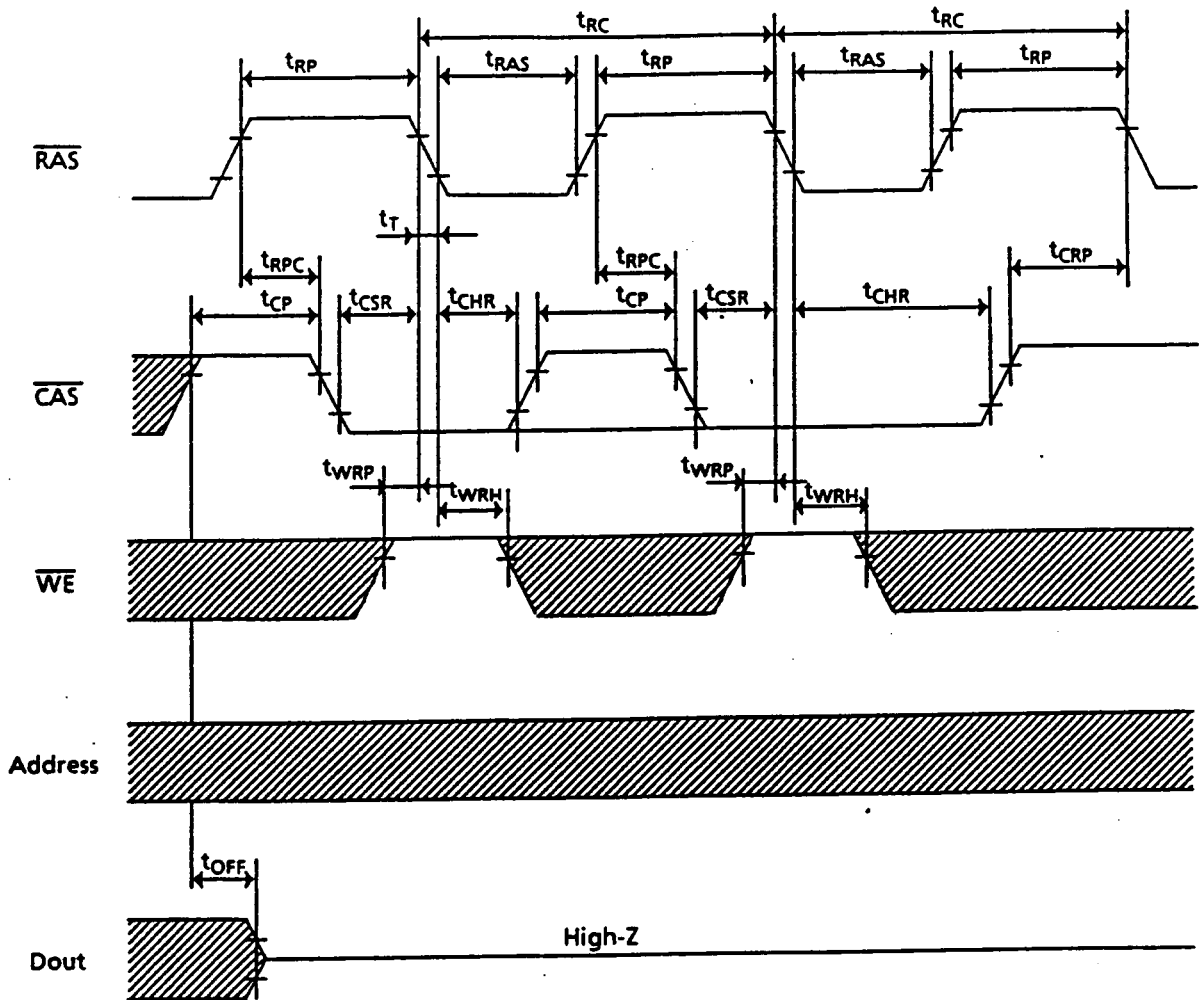 tRC tRC
tRP tRAS tRP tRAS tRP
RAS
tT
tRPC tRPC tCRP
tCP tCSR tCHR tCP tCSR tCHR
CAS
tWRP tWRH tWRP tWRH
WE
Address
tOFF
High-Z
Dout